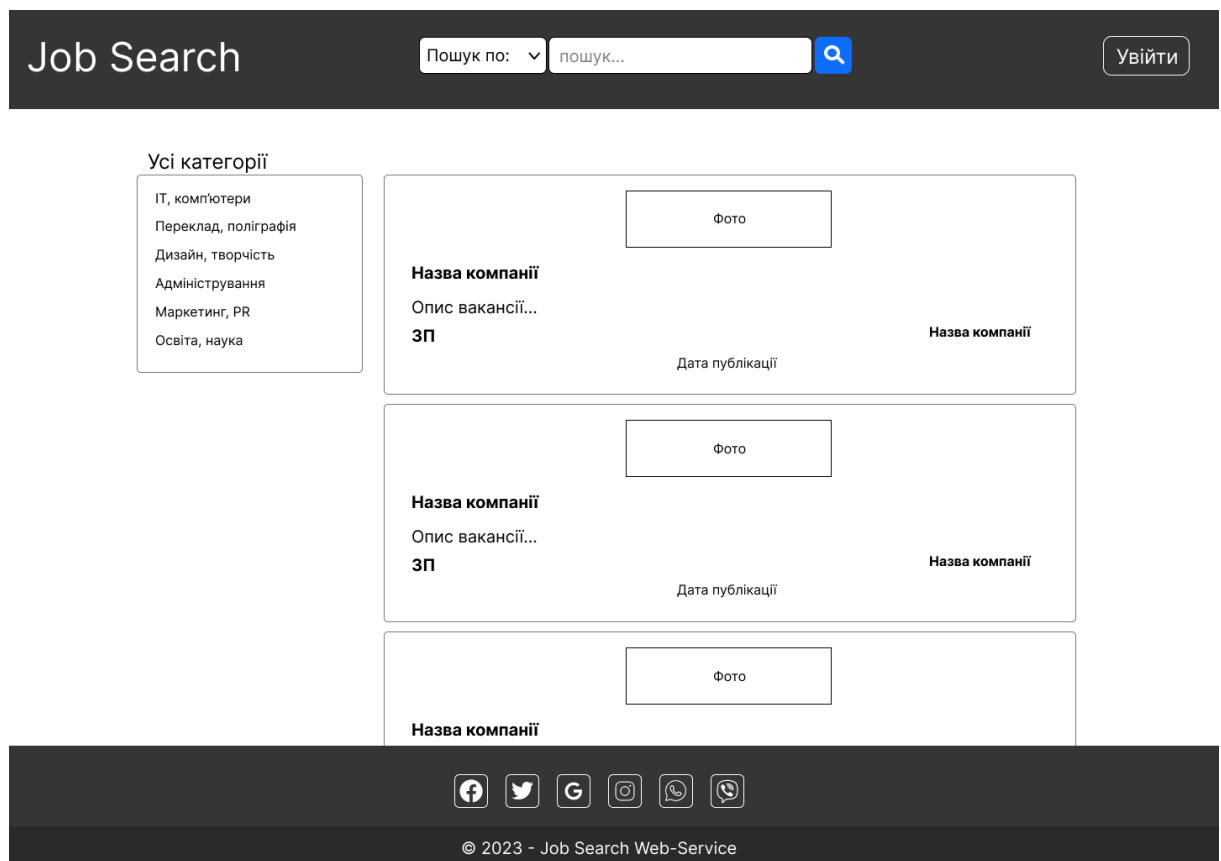 Job Search
Пошук по:
пошук...
Увійти
Усі категорії
ІТ, комп'ютери
Переклад, поліграфія
Дизайн, творчість
Адміністрування
Маркетинг, PR
Освіта, наука
Фото
Назва компанії
Опис вакансії...
ЗП
Назва компанії
Дата публікації
Фото
Назва компанії
Опис вакансії...
ЗП
Назва компанії
Дата публікації
Фото
Назва компанії
© 2023 - Job Search Web-Service